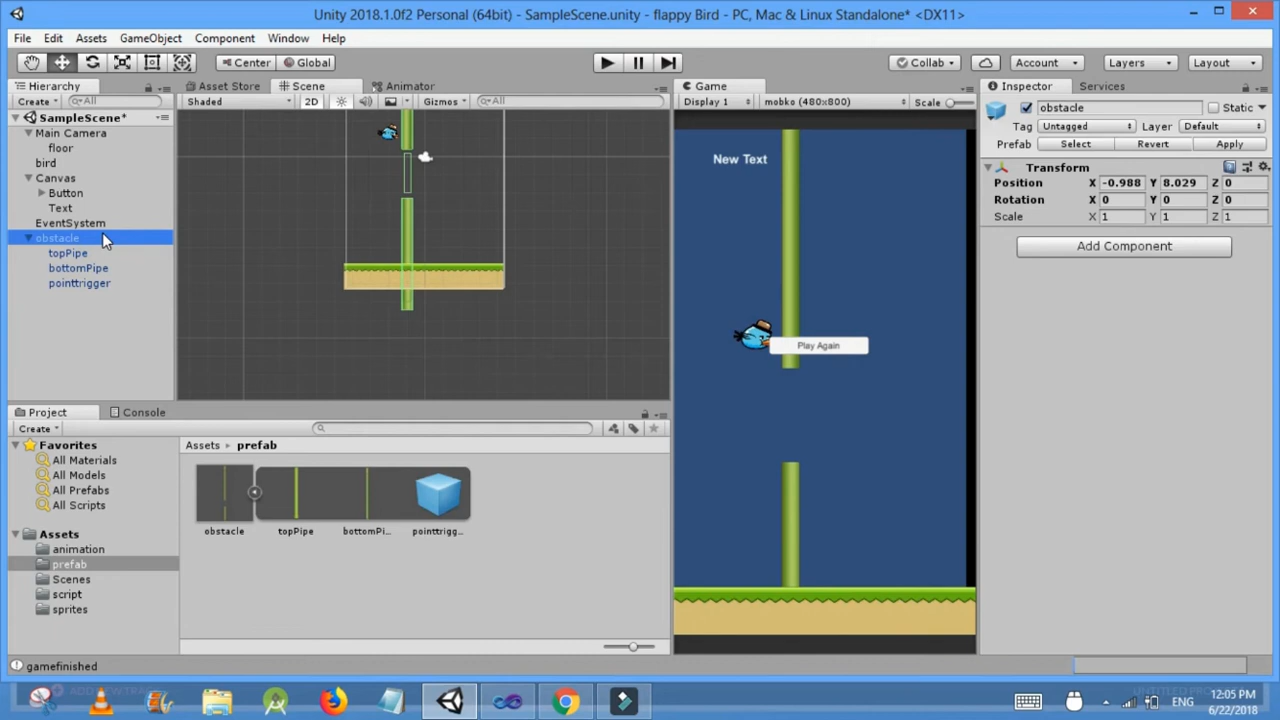 Unity 2018.1.0f2 Personal (64bit) - SampleScene.unity - flappy Bird - PC, Mac & Linux Standalone* <DX11>
File Edit Assets GameObject Component Window Help
Center Global Collab Account Layers Layout
Hierarchy Asset Store Scene Animator Game Inspector Services
Create All Shaded 2D Gizmos All Display 1 mobko (480x800) Scale obstacle Static
SampleScene*
Main Camera
floor
bird
Canvas
Button
Text
EventSystem
obstacle
topPipe
bottomPipe
pointtrigger
New Text
Play Again
Tag Untagged Layer Default
Prefab Select Revert Apply
Transform
Position X -0.988 Y 8.029 Z 0
Rotation X 0 Y 0 Z 0
Scale X 1 Y 1 Z 1
Add Component
Project Console
Create
Favorites
All Materials
All Models
All Prefabs
All Scripts
Assets
animation
prefab
Scenes
script
sprites
Assets prefab
obstacle topPipe bottomPi... pointtrigg...
gamefinished
ENG
12:05 PM
6/22/2018